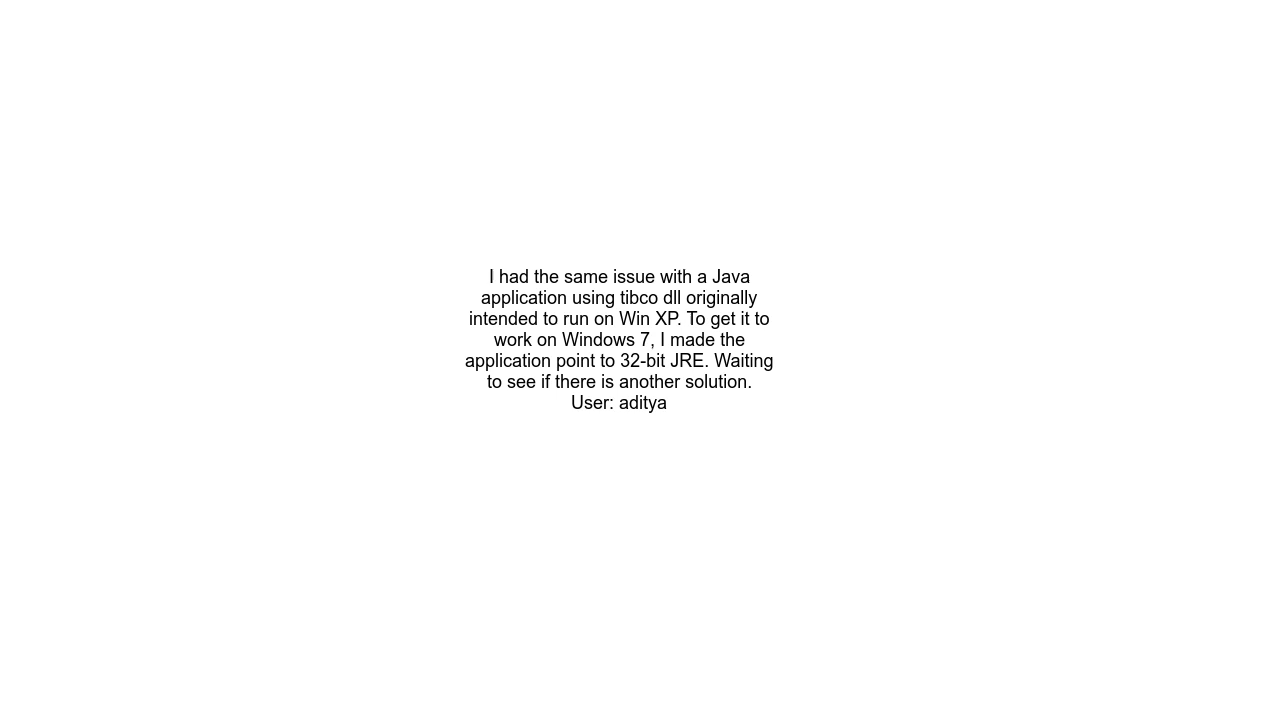 I had the same issue with a Java
application using tibco dll originally
intended to run on Win XP. To get it to
work on Windows 7, I made the
application point to 32-bit JRE. Waiting
to see if there is another solution.
User: aditya